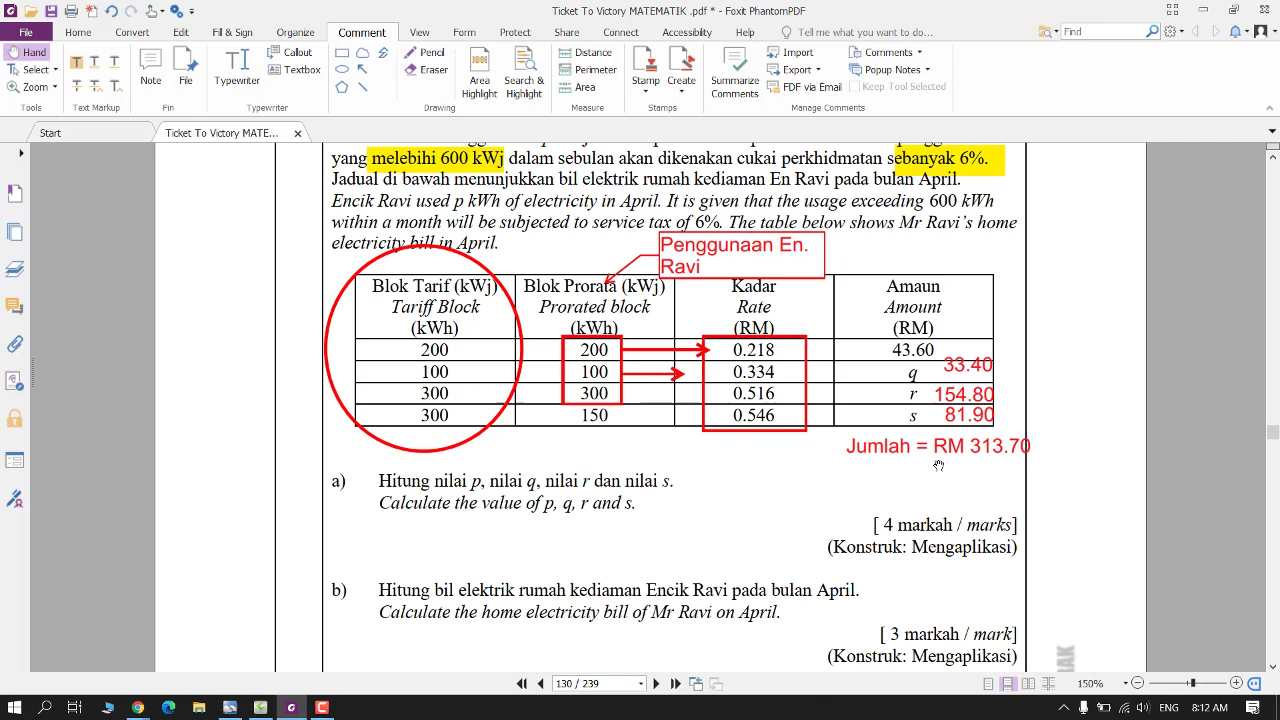 Ticket To Victory MATEMATIK .pdf * - Foxit PhantomPDF
File Home Convert Edit Fill & Sign Organize Comment View Form Protect Share Connect Accessibility Help Tell me what you want to do... Find
Hand
Select
Zoom
Tools
Text Markup
Note
File
Pin
Typewriter
Callout
Textbox
Typewriter
Pencil
Eraser
Drawing
Area Highlight
Search & Highlight
Distance
Perimeter
Area
Measure
Stamp
Create
Stamps
Summarize Comments
Import
Export
FDF via Email
Comments
Popup Notes
Keep Tool Selected
Manage Comments
Start
Ticket To Victory MATE...
yang melebihi 600 kWj dalam sebulan akan dikenakan cukai perkhidmatan sebanyak 6%.
Jadual di bawah menunjukkan bil elektrik rumah kediaman En Ravi pada bulan April.
Encik Ravi used p kWh of electricity in April. It is given that the usage exceeding 600 kWh
within a month will be subjected to service tax of 6%. The table below shows Mr Ravi's home
electricity bill in April.
Penggunaan En.
Ravi
Blok Tarif (kWj) Blok Prorata (kWj) Kadar Amaun
Tariff Block Prorated block Rate Amount
(kWh) (kWh) (RM) (RM)
200 200 0.218 43.60
100 100 0.334 q 33.40
300 300 0.516 r 154.80
300 150 0.546 s 81.90
Jumlah = RM 313.70
a) Hitung nilai p, nilai q, nilai r dan nilai s.
Calculate the value of p, q, r and s.
[ 4 markah / marks]
(Konstruk: Mengaplikasi)
b) Hitung bil elektrik rumah kediaman Encik Ravi pada bulan April.
Calculate the home electricity bill of Mr Ravi on April.
[ 3 markah / mark]
(Konstruk: Mengaplikasi)
130 / 239
150%
ENG 8:12 AM